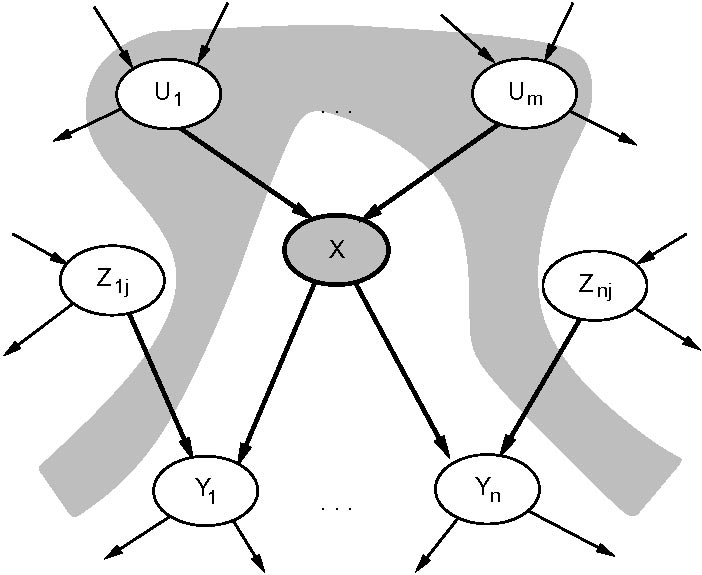 U1 . . . Um
X
Z1j Znj
Y1 . . . Yn